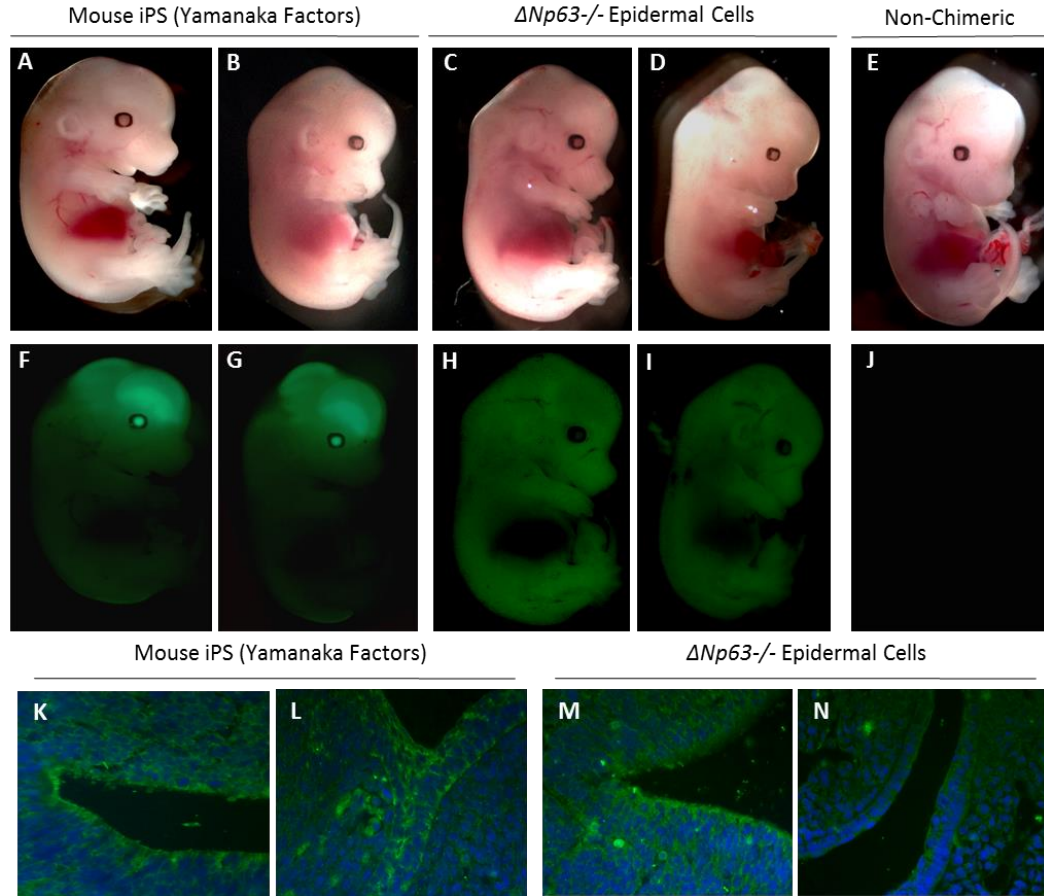 Mouse iPS (Yamanaka Factors) ΔNp63-/- Epidermal Cells Non-Chimeric
A B C D E
F G H I J
Mouse iPS (Yamanaka Factors) ΔNp63-/- Epidermal Cells
K L M N